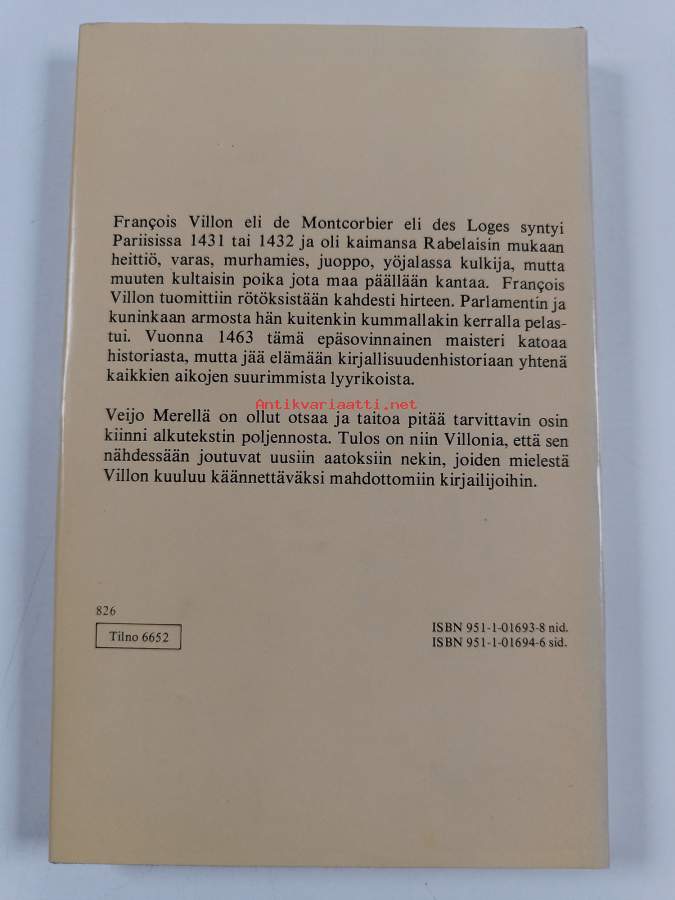 François Villon eli de Montcorbier eli des Loges syntyi
Pariisissa 1431 tai 1432 ja oli kaimansa Rabelaisin mukaan
heittiö, varas, murhamies, juoppo, yöjalassa kulkija, mutta
muuten kultaisin poika jota maa päällään kantaa. François
Villon tuomittiin rötöksistään kahdesti hirteen. Parlamentin ja
kuninkaan armosta hän kuitenkin kummallakin kerralla pelas-
tui. Vuonna 1463 tämä epäsovinnainen maisteri katoaa
historiasta, mutta jää elämään kirjallisuudenhistoriaan yhtenä
kaikkien aikojen suurimmista lyyrikoista.
Antikvariaatti.net
Veijo Merellä on ollut otsaa ja taitoa pitää tarvittavin osin
kiinni alkutekstin poljennosta. Tulos on niin Villonia, että sen
nähdessään joutuvat uusiin aatoksiin nekin, joiden mielestä
Villon kuuluu käännettäväksi mahdottomiin kirjailijoihin.
826
Tilno 6652
ISBN 951-1-01693-8 nid.
ISBN 951-1-01694-6 sid.